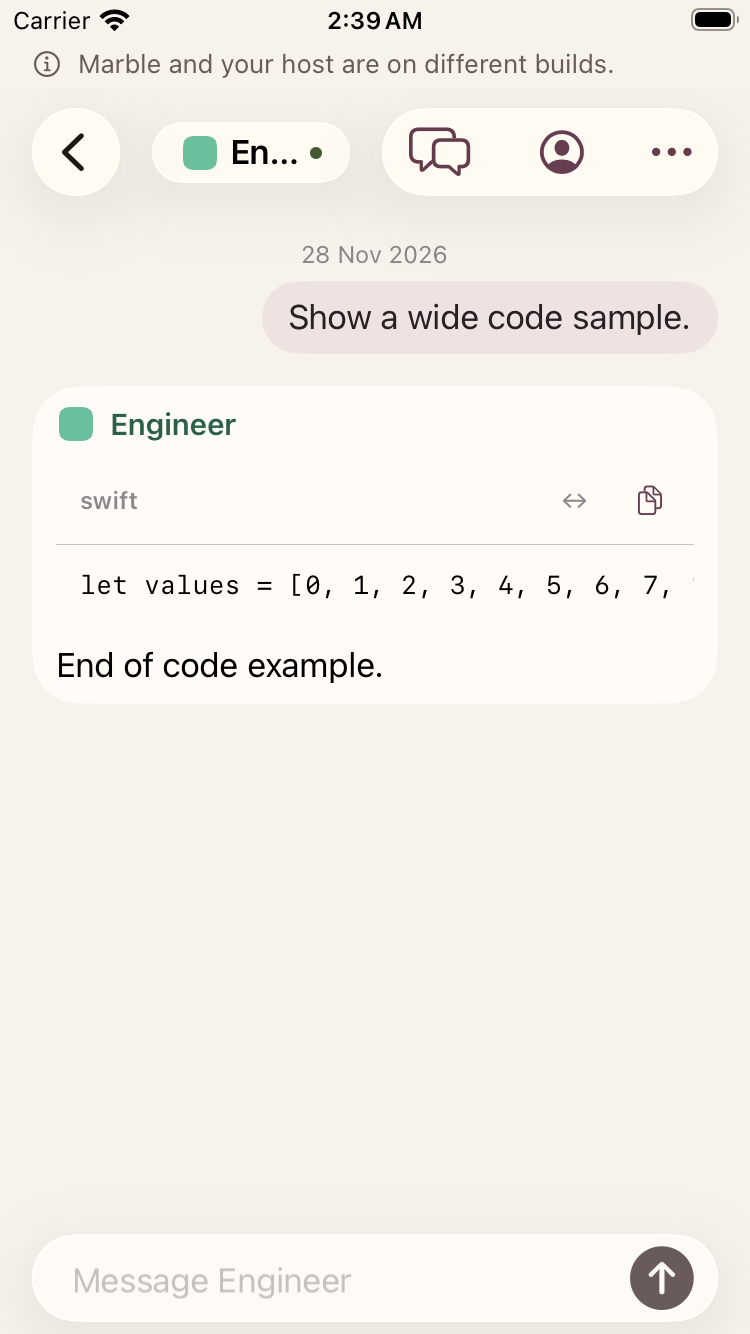 Carrier 2:39 AM
Marble and your host are on different builds.
En...
28 Nov 2026
Show a wide code sample.
Engineer
swift
let values = [0, 1, 2, 3, 4, 5, 6, 7,
End of code example.
Message Engineer